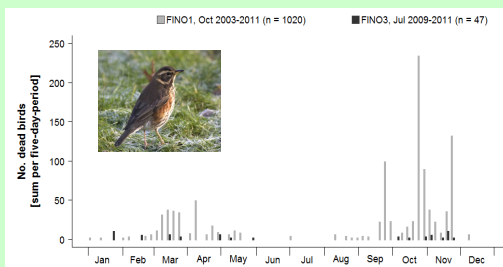 FINO1, Oct 2003-2011 (n = 1020) FINO3, Jul 2009-2011 (n = 47)
No. dead birds
[sum per five-day-period]
250
200
150
100
50
0
Jan Feb Mar Apr May Jun Jul Aug Sep Oct Nov Dec